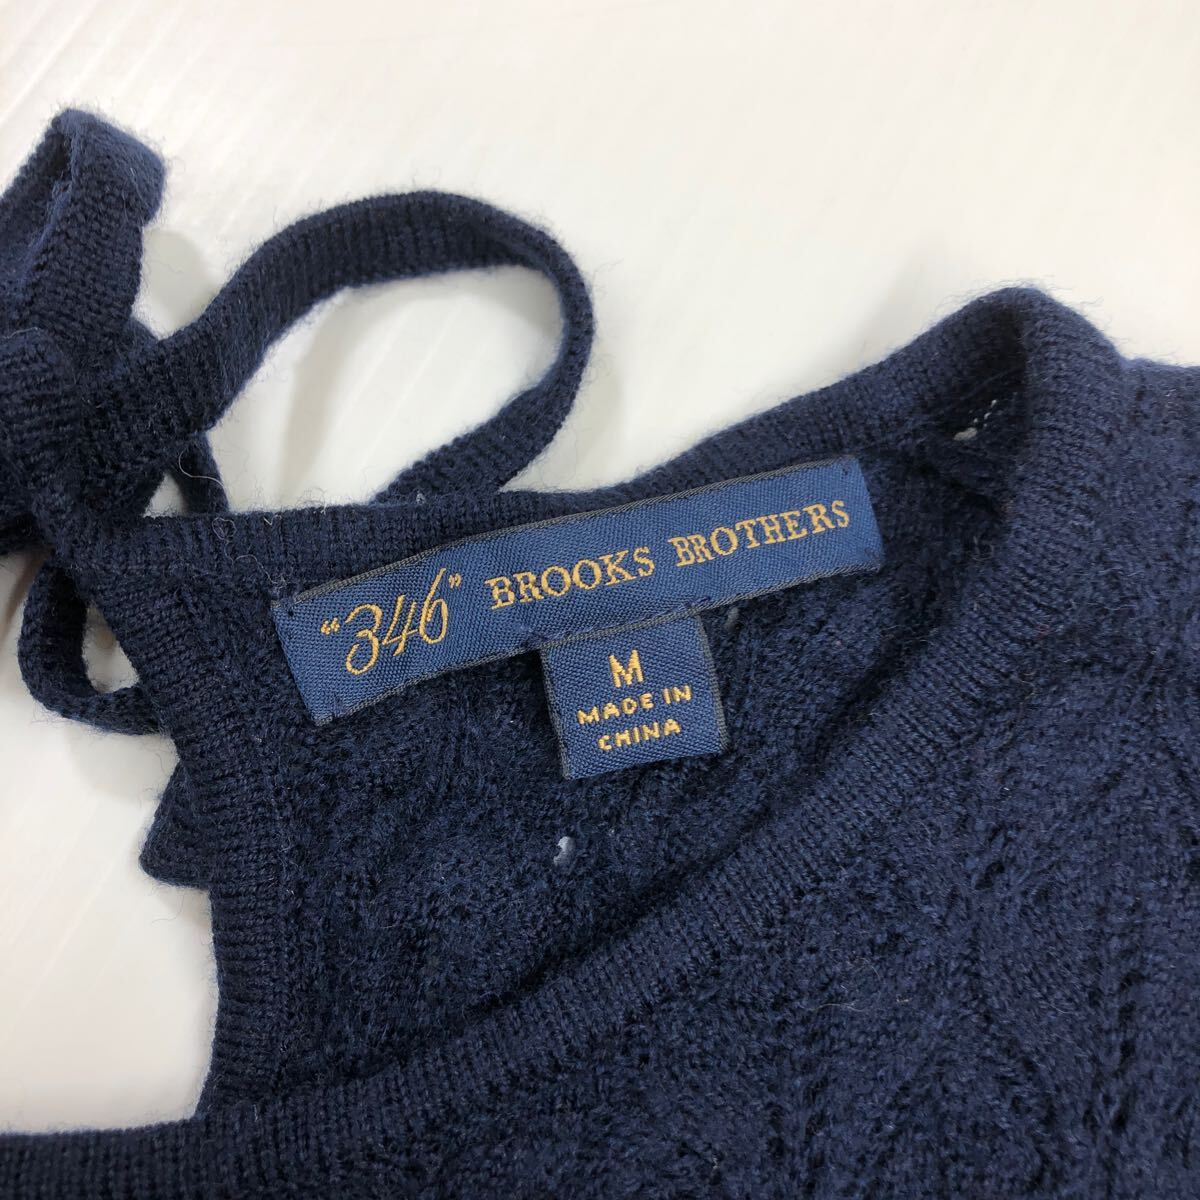 “346” BROOKS BROTHERS
M
MADE IN
CHINA